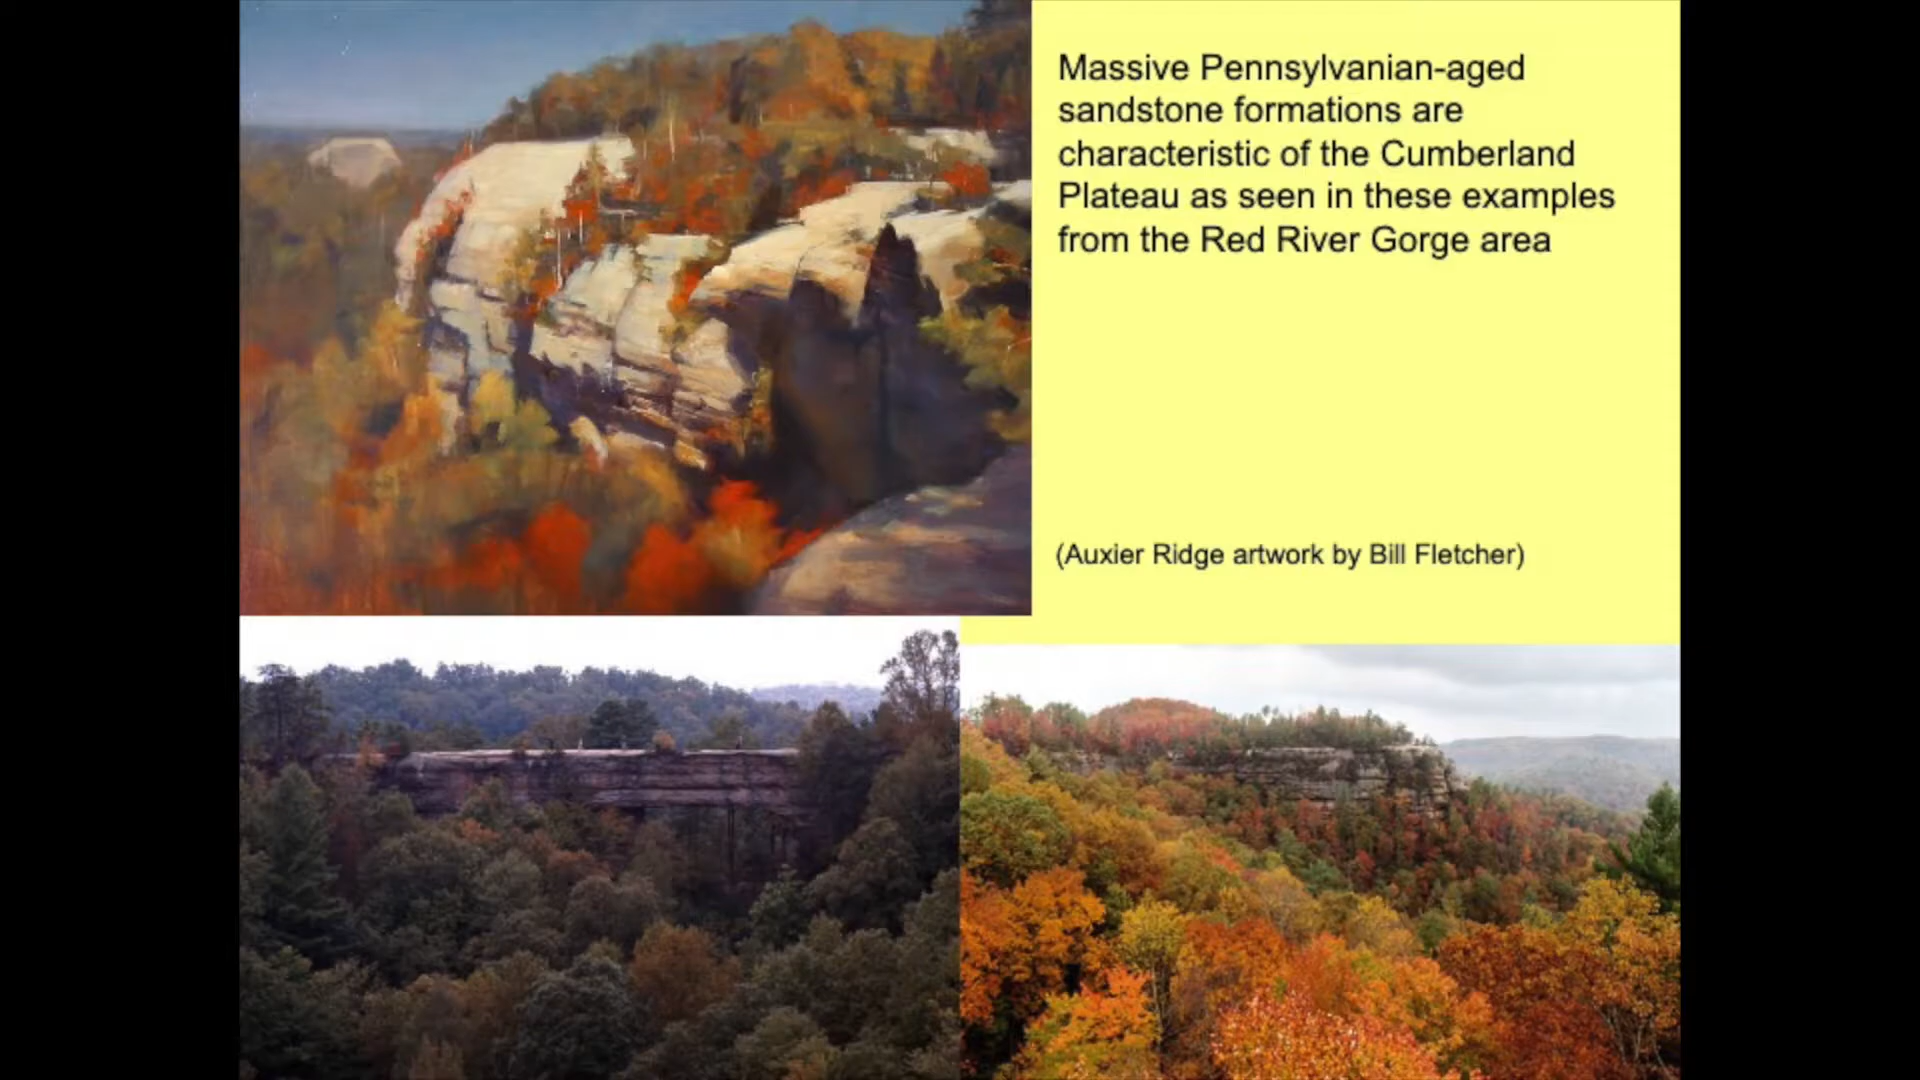 Massive Pennsylvanian-aged
sandstone formations are
characteristic of the Cumberland
Plateau as seen in these examples
from the Red River Gorge area
(Auxier Ridge artwork by Bill Fletcher)